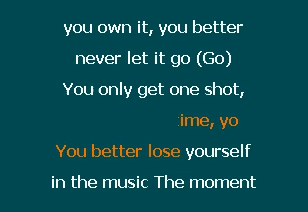 you own it, you better
never let it go (Go)
You only get one shot,
yo
You better lose yourself
in the music The moment